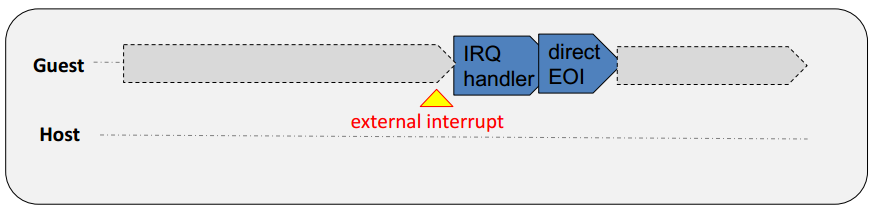 Guest
IRQ
handler
direct
EOI
external interrupt
Host